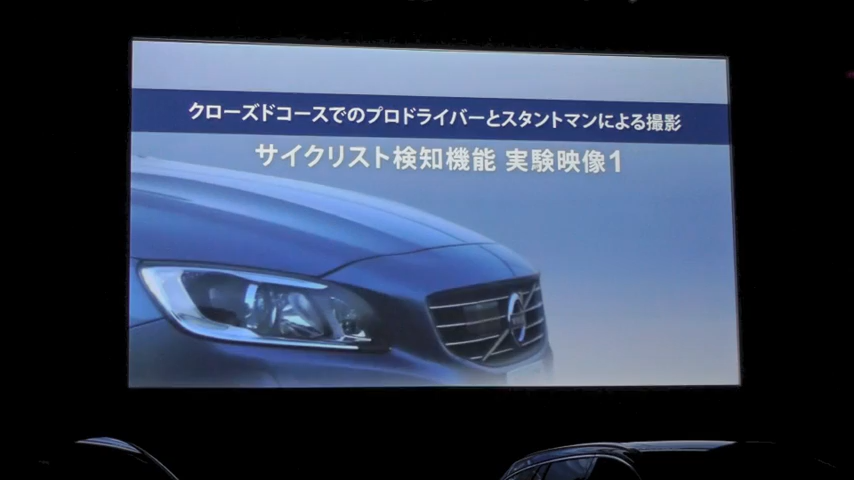 クローズドコースでのプロドライバーとスタントマンによる撮影
サイクリスト検知機能 実験映像1